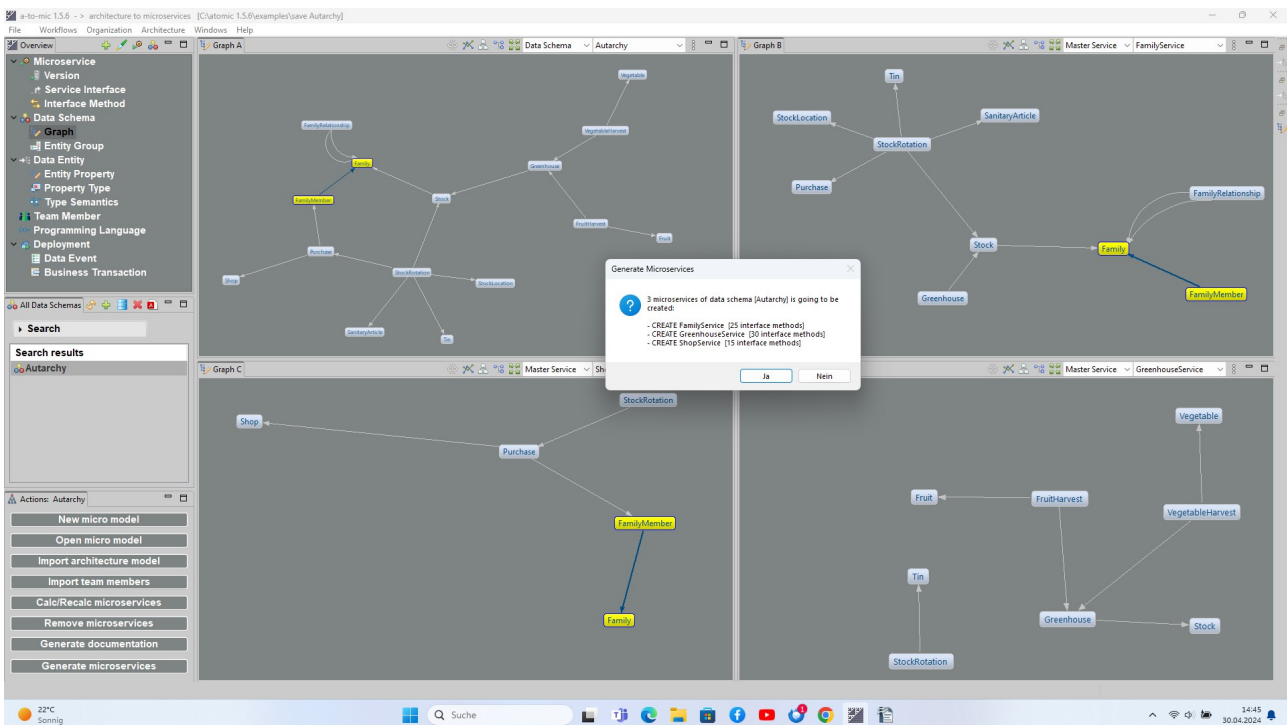 a-to-mic 1.5.6 -> architecture to microservices [C:\atomic 1.5.6\examples\save Autarchy]
File Workflows Organization Architecture Windows Help
Overview
Microservice
Version
Service Interface
Interface Method
Data Schema
Graph
Entity Group
Data Entity
Entity Property
Property Type
Type Semantics
Team Member
Programming Language
Deployment
Data Event
Business Transaction
All Data Schemas
Search
Search results
Autarchy
Actions: Autarchy
New micro model
Open micro model
Import architecture model
Import team members
Calc/Recalc microservices
Remove microservices
Generate documentation
Generate microservices
Graph A
Data Schema Autarchy
Vegetable
FamilyRelationship
VegetableHarvest
Family
Greenhouse
FamilyMember
Stock
FruitHarvest
Fruit
Purchase
StockRotation
Shop
StockLocation
SanitaryArticle
Tin
Graph B
Master Service FamilyService
Tin
StockLocation
SanitaryArticle
StockRotation
Purchase
FamilyRelationship
Stock
Family
Greenhouse
FamilyMember
Generate Microservices
3 microservices of data schema [Autarchy] is going to be
created:
- CREATE FamilyService [25 interface methods]
- CREATE GreenhouseService [30 interface methods]
- CREATE ShopService [15 interface methods]
Ja Nein
Graph C
Master Service Sh
StockRotation
Shop
Purchase
FamilyMember
Family
Master Service GreenhouseService
Vegetable
Fruit
FruitHarvest
VegetableHarvest
Tin
Greenhouse
Stock
StockRotation
22°C
Sonnig
Suche
14:45
30.04.2024